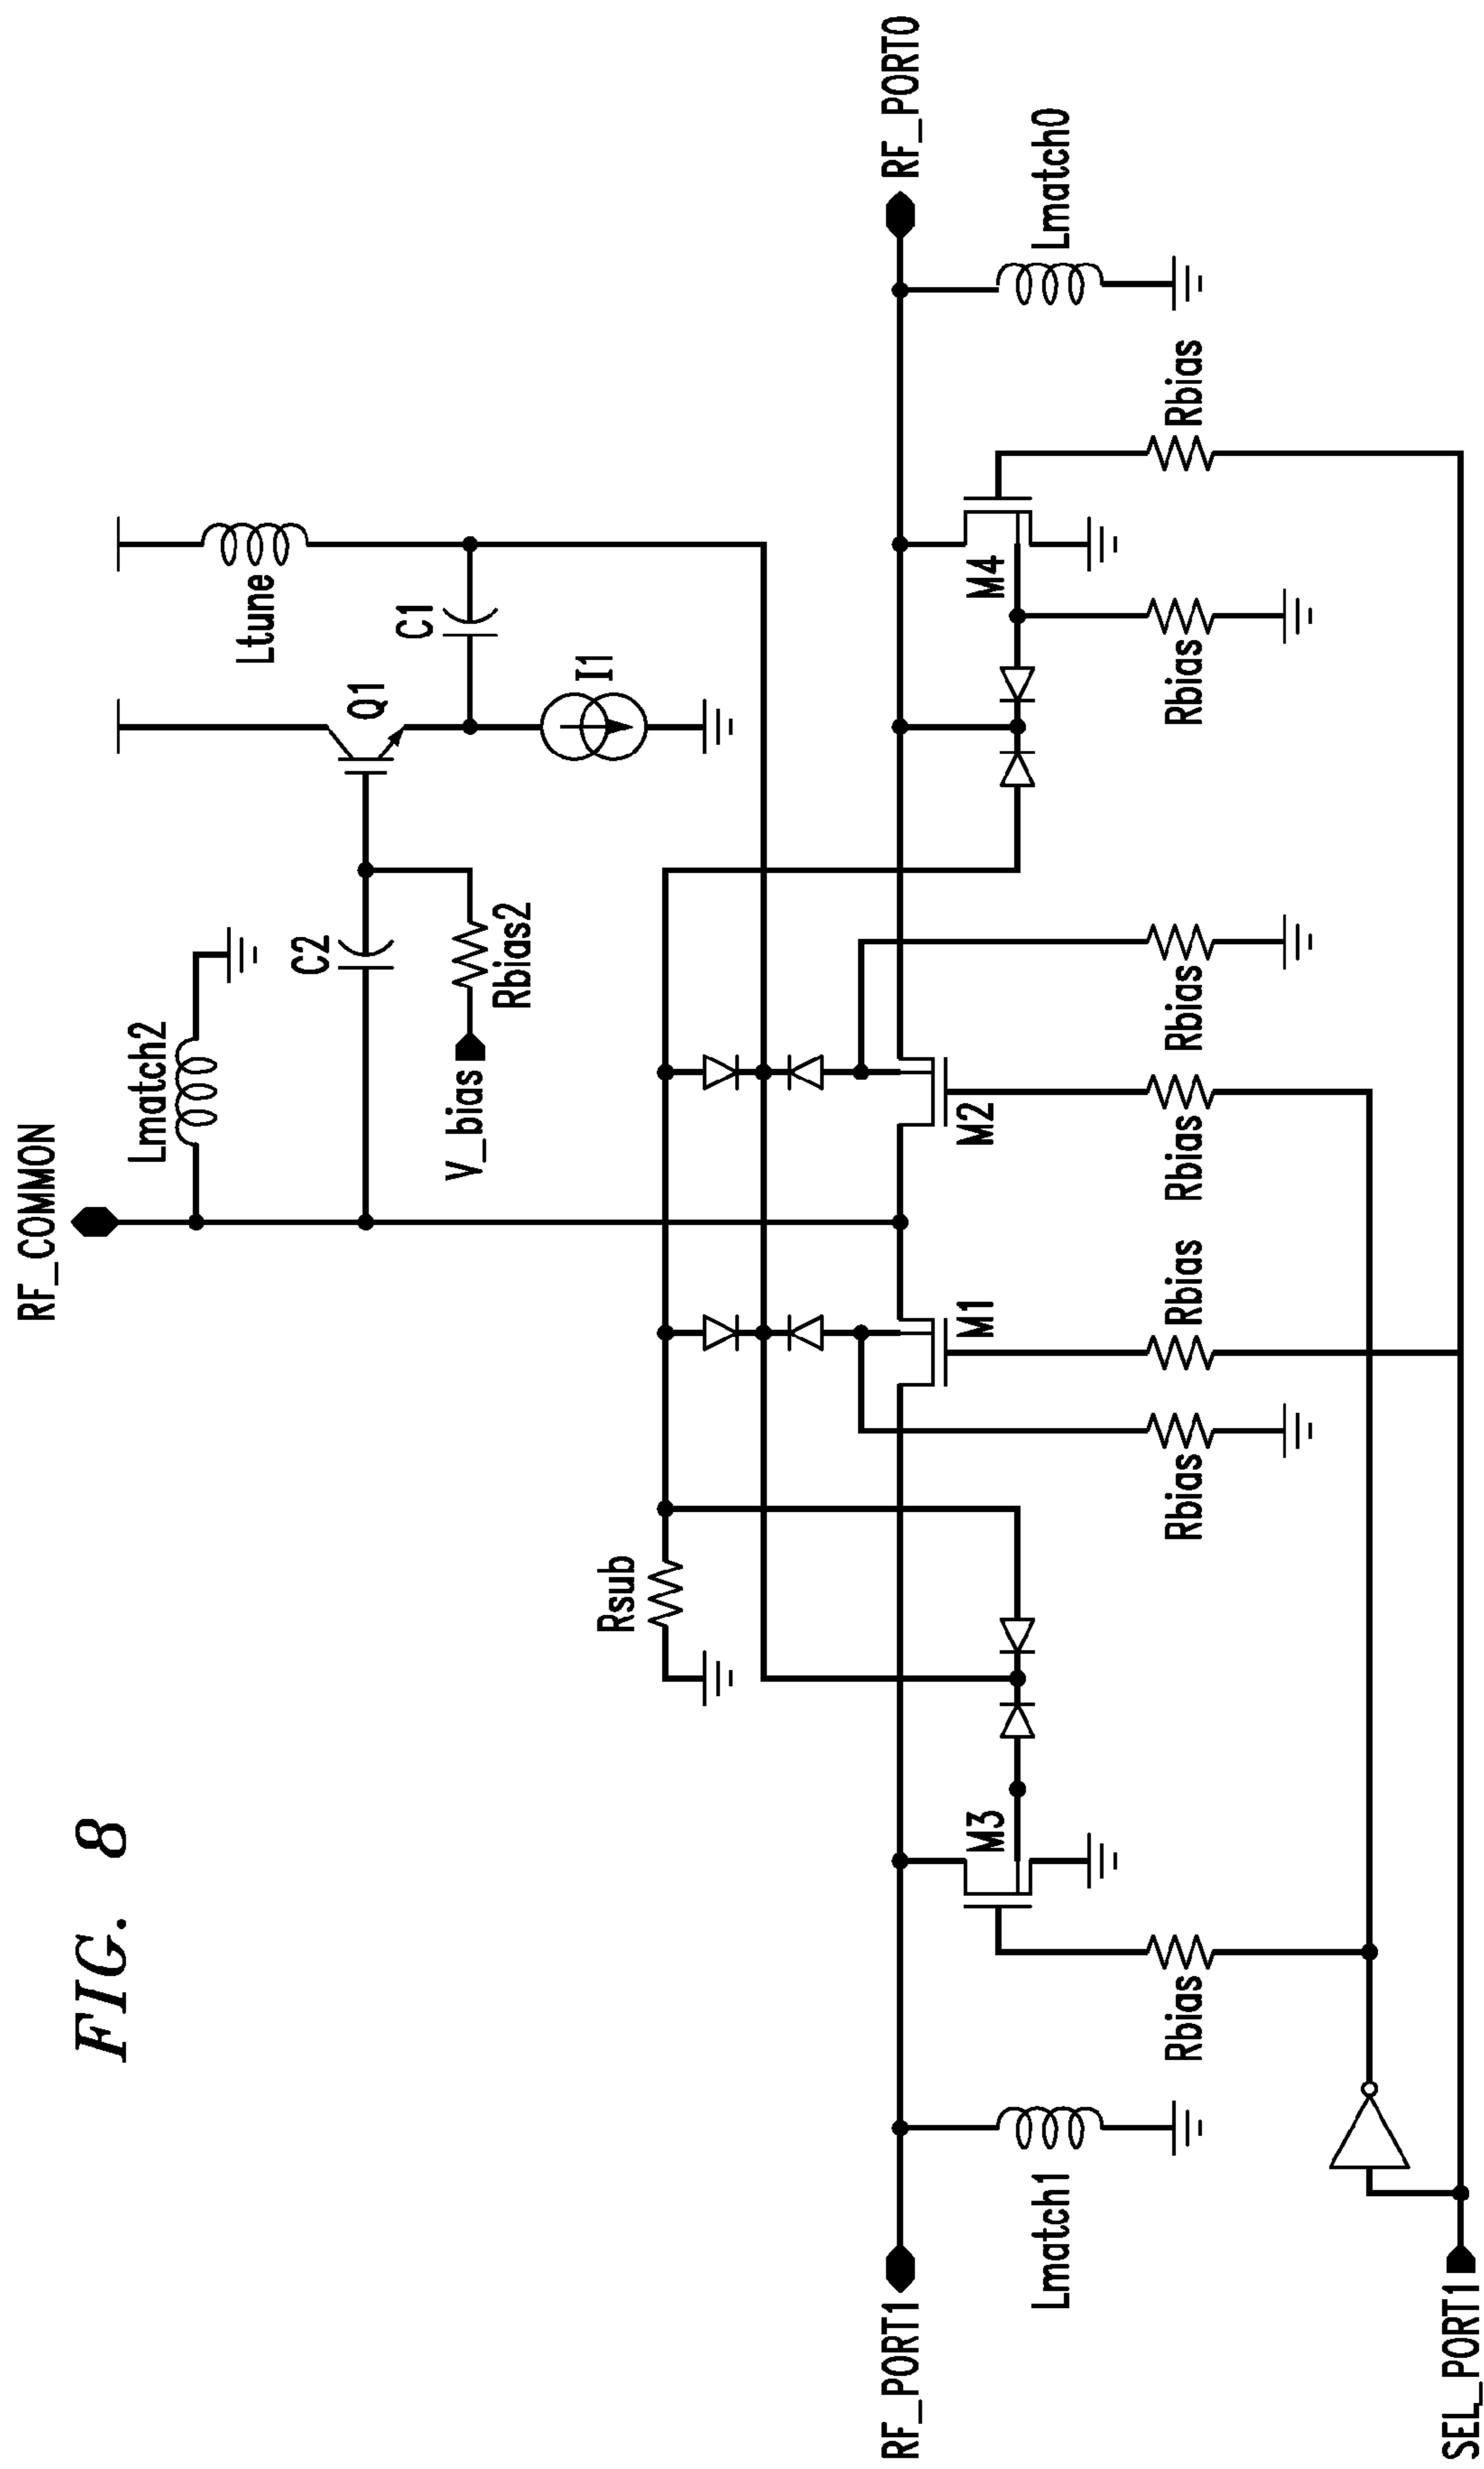 FIG. 8
RF_COMMON
Lmatch2
C2
Rbias2
V_bias
Q1
Ltune
C1
I1
Rsub
RF_PORT1
Lmatch1
M3
Rbias
Rbias
M1
Rbias
M2
Rbias
Rbias
M4
Rbias
Rbias
RF_PORT0
Lmatch0
SEL_PORT1